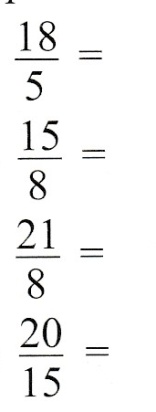 18/5 =
15/8 =
21/8 =
20/15 =